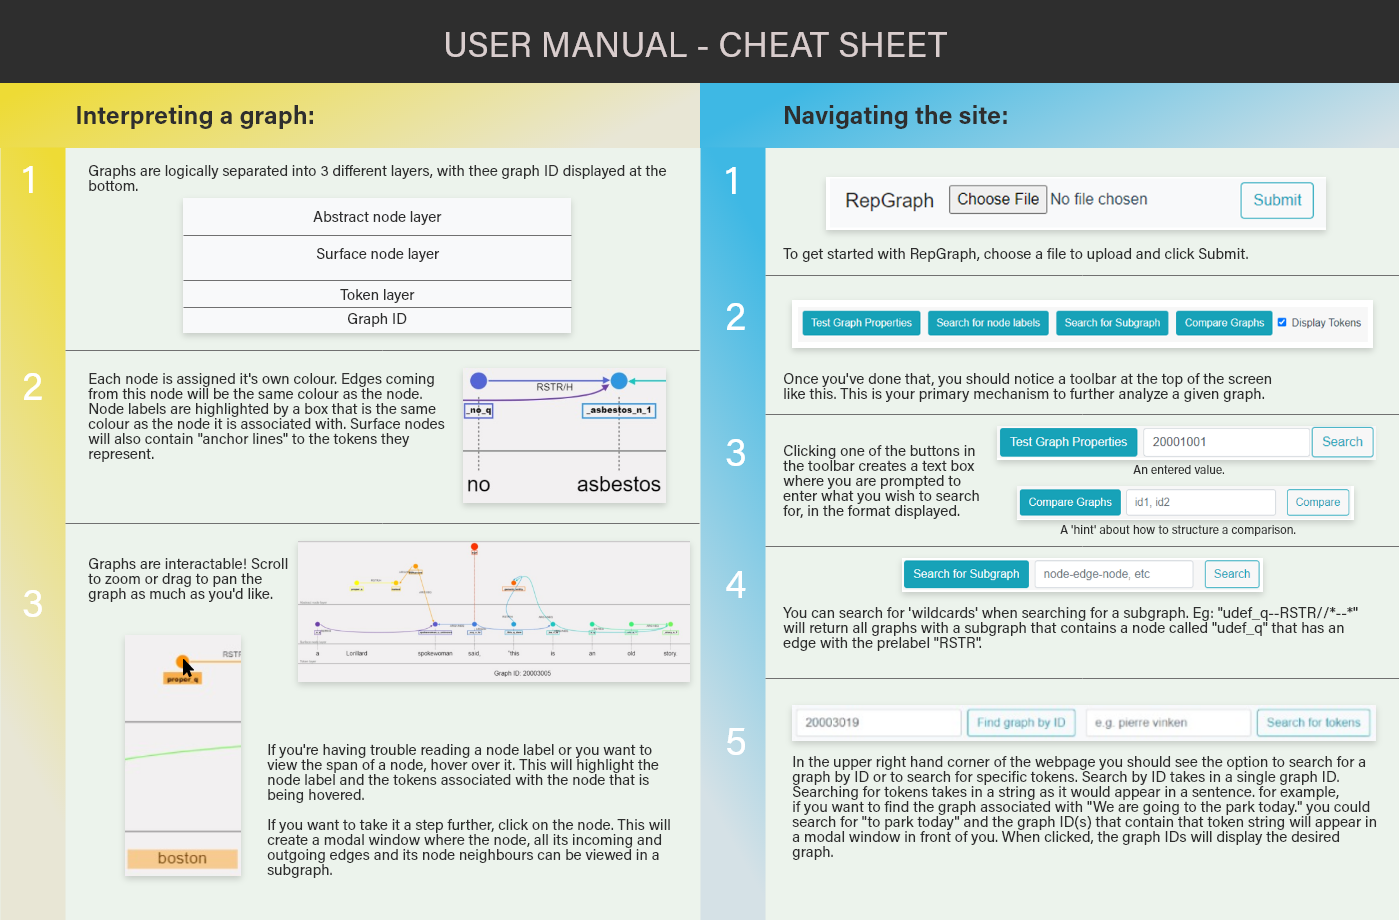 USER MANUAL - CHEAT SHEET
Interpreting a graph:
1
Graphs are logically separated into 3 different layers, with thee graph ID displayed at the
bottom.
Abstract node layer
Surface node layer
Token layer
Graph ID
2
Each node is assigned it's own colour. Edges coming
from this node will be the same colour as the node.
Node labels are highlighted by a box that is the same
colour as the node it is associated with. Surface nodes
will also contain "anchor lines" to the tokens they
represent.
RSTR/H
_no_q
_asbestos_n_1
no
asbestos
3
Graphs are interactable! Scroll
to zoom or drag to pan the
graph as much as you'd like.
a Lorillard spokewoman said, "this is an old story.
Graph ID: 20003005
RSTR
proper_q
boston
If you're having trouble reading a node label or you want to
view the span of a node, hover over it. This will highlight the
node label and the tokens associated with the node that is
being hovered.
If you want to take it a step further, click on the node. This will
create a modal window where the node, all its incoming and
outgoing edges and its node neighbours can be viewed in a
subgraph.
Navigating the site:
1
RepGraph Choose File No file chosen Submit
To get started with RepGraph, choose a file to upload and click Submit.
2
Test Graph Properties Search for node labels Search for Subgraph Compare Graphs Display Tokens
Once you've done that, you should notice a toolbar at the top of the screen
like this. This is your primary mechanism to further analyze a given graph.
3
Clicking one of the buttons in
the toolbar creates a text box
where you are prompted to
enter what you wish to search
for, in the format displayed.
Test Graph Properties 20001001 Search
An entered value.
Compare Graphs id1, id2 Compare
A 'hint' about how to structure a comparison.
4
Search for Subgraph node-edge-node, etc Search
You can search for 'wildcards' when searching for a subgraph. Eg: "udef_q--RSTR//*--*"
will return all graphs with a subgraph that contains a node called "udef_q" that has an
edge with the prelabel "RSTR".
5
20003019 Find graph by ID e.g. pierre vinken Search for tokens
In the upper right hand corner of the webpage you should see the option to search for a
graph by ID or to search for specific tokens. Search by ID takes in a single graph ID.
Searching for tokens takes in a string as it would appear in a sentence. for example,
if you want to find the graph associated with "We are going to the park today." you could
search for "to park today" and the graph ID(s) that contain that token string will appear in
a modal window in front of you. When clicked, the graph IDs will display the desired
graph.